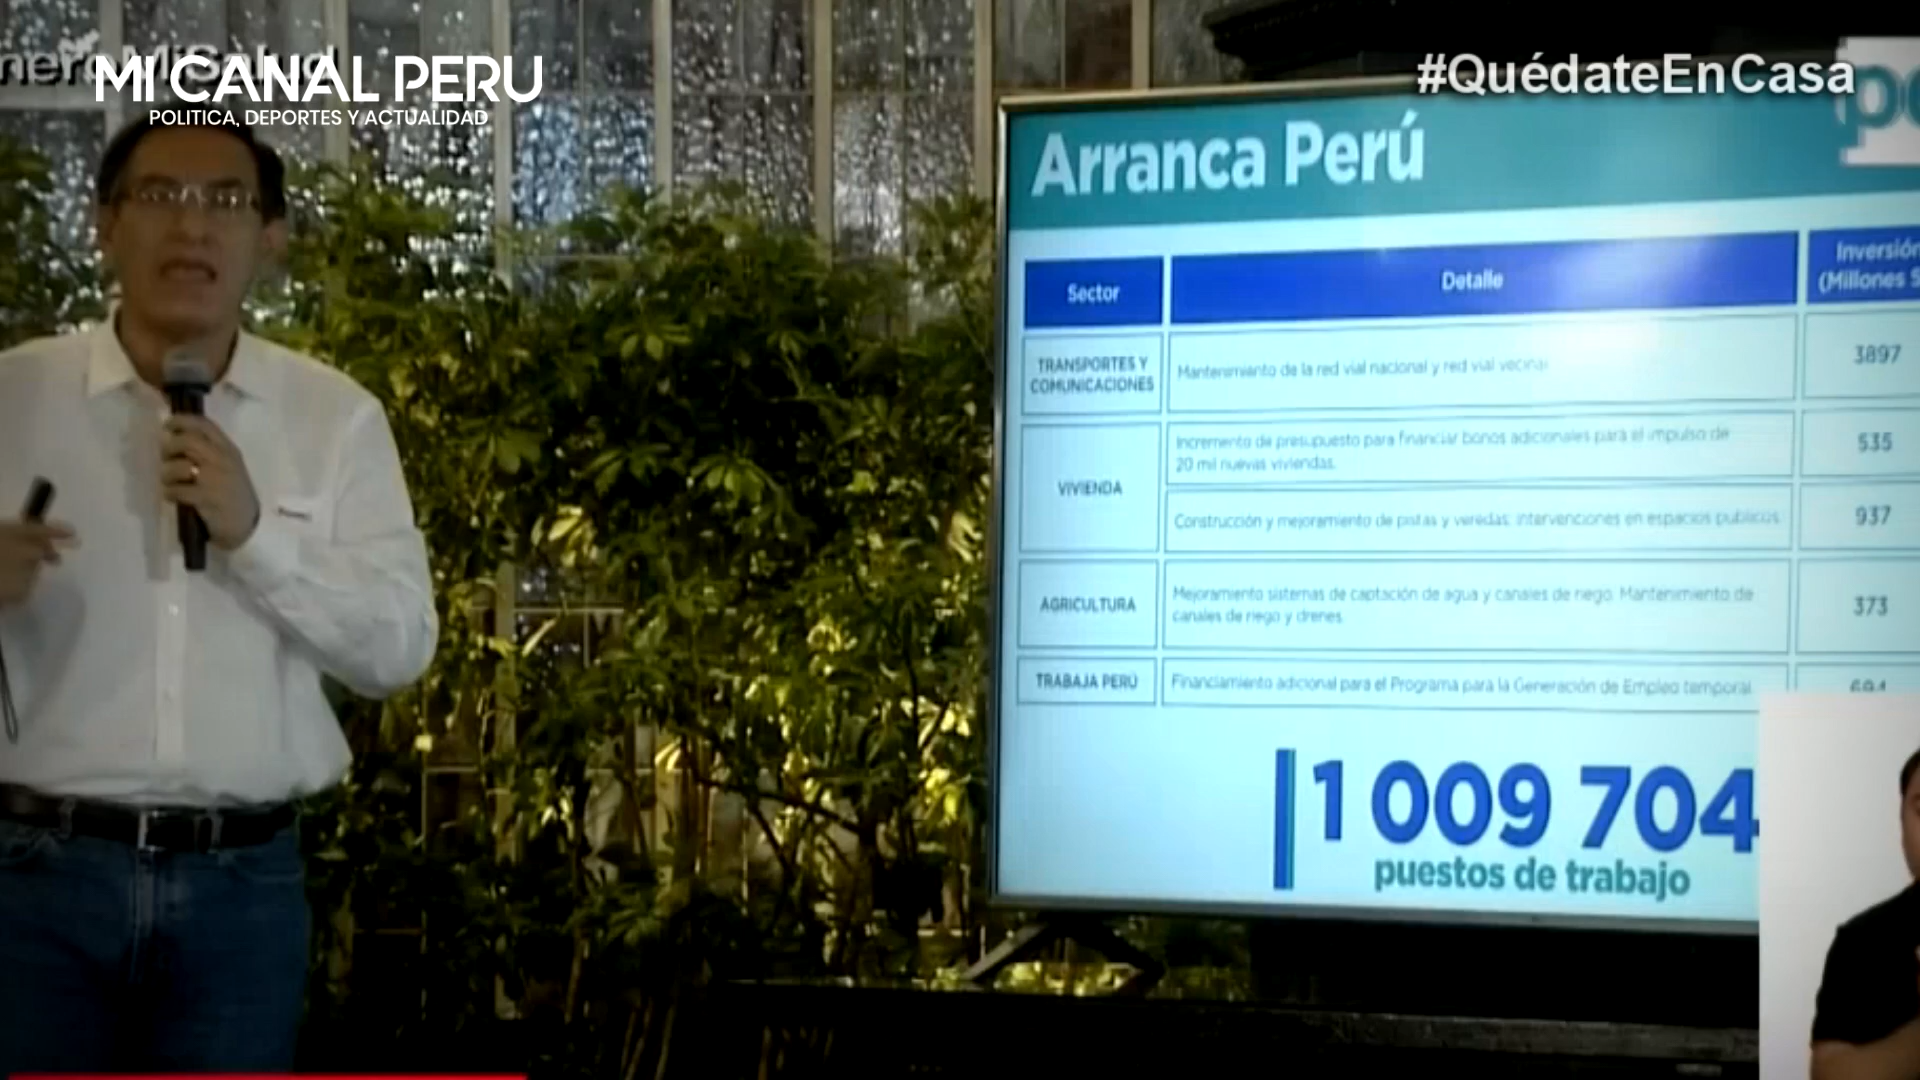 MiSalud
MI CANAL PERU
POLITICA, DEPORTES Y ACTUALIDAD
#QuédateEnCasa
Arranca Perú
Sector
Detalle
Inversión
(Millones
TRANSPORTES Y
COMUNICACIONES
Mantenimiento de la red vial nacional y red vial vecinal
3897
VIVIENDA
Incremento de presupuesto para financiar bonos adicionales para el impulso de
20 mil nuevas viviendas.
535
Construcción y mejoramiento de pistas y veredas; intervenciones en espacios públicos
937
AGRICULTURA
Mejoramiento sistemas de captación de agua y canales de riego. Mantenimiento de
canales de riego y drenes
373
TRABAJA PERÚ
Financiamiento adicional para el Programa para la Generación de Empleo temporal
694
1 009 704
puestos de trabajo